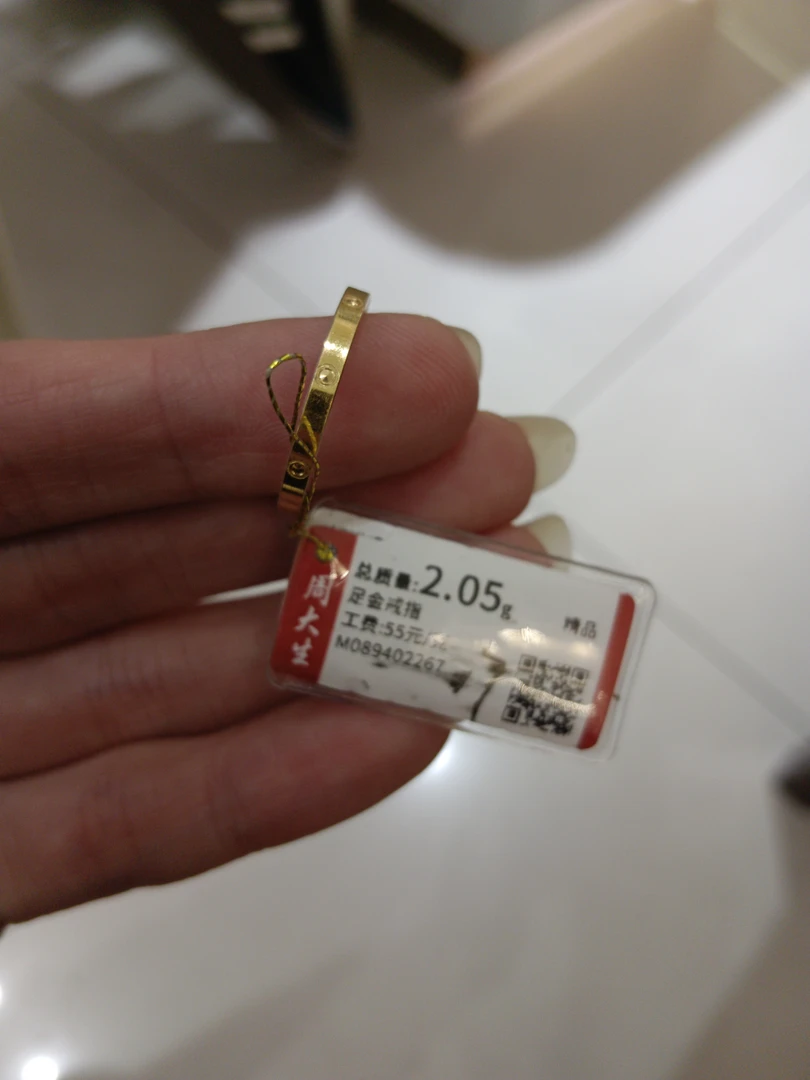 周大生
总质量:2.05g
足金戒指
工费:55元/克
M089402267
精品